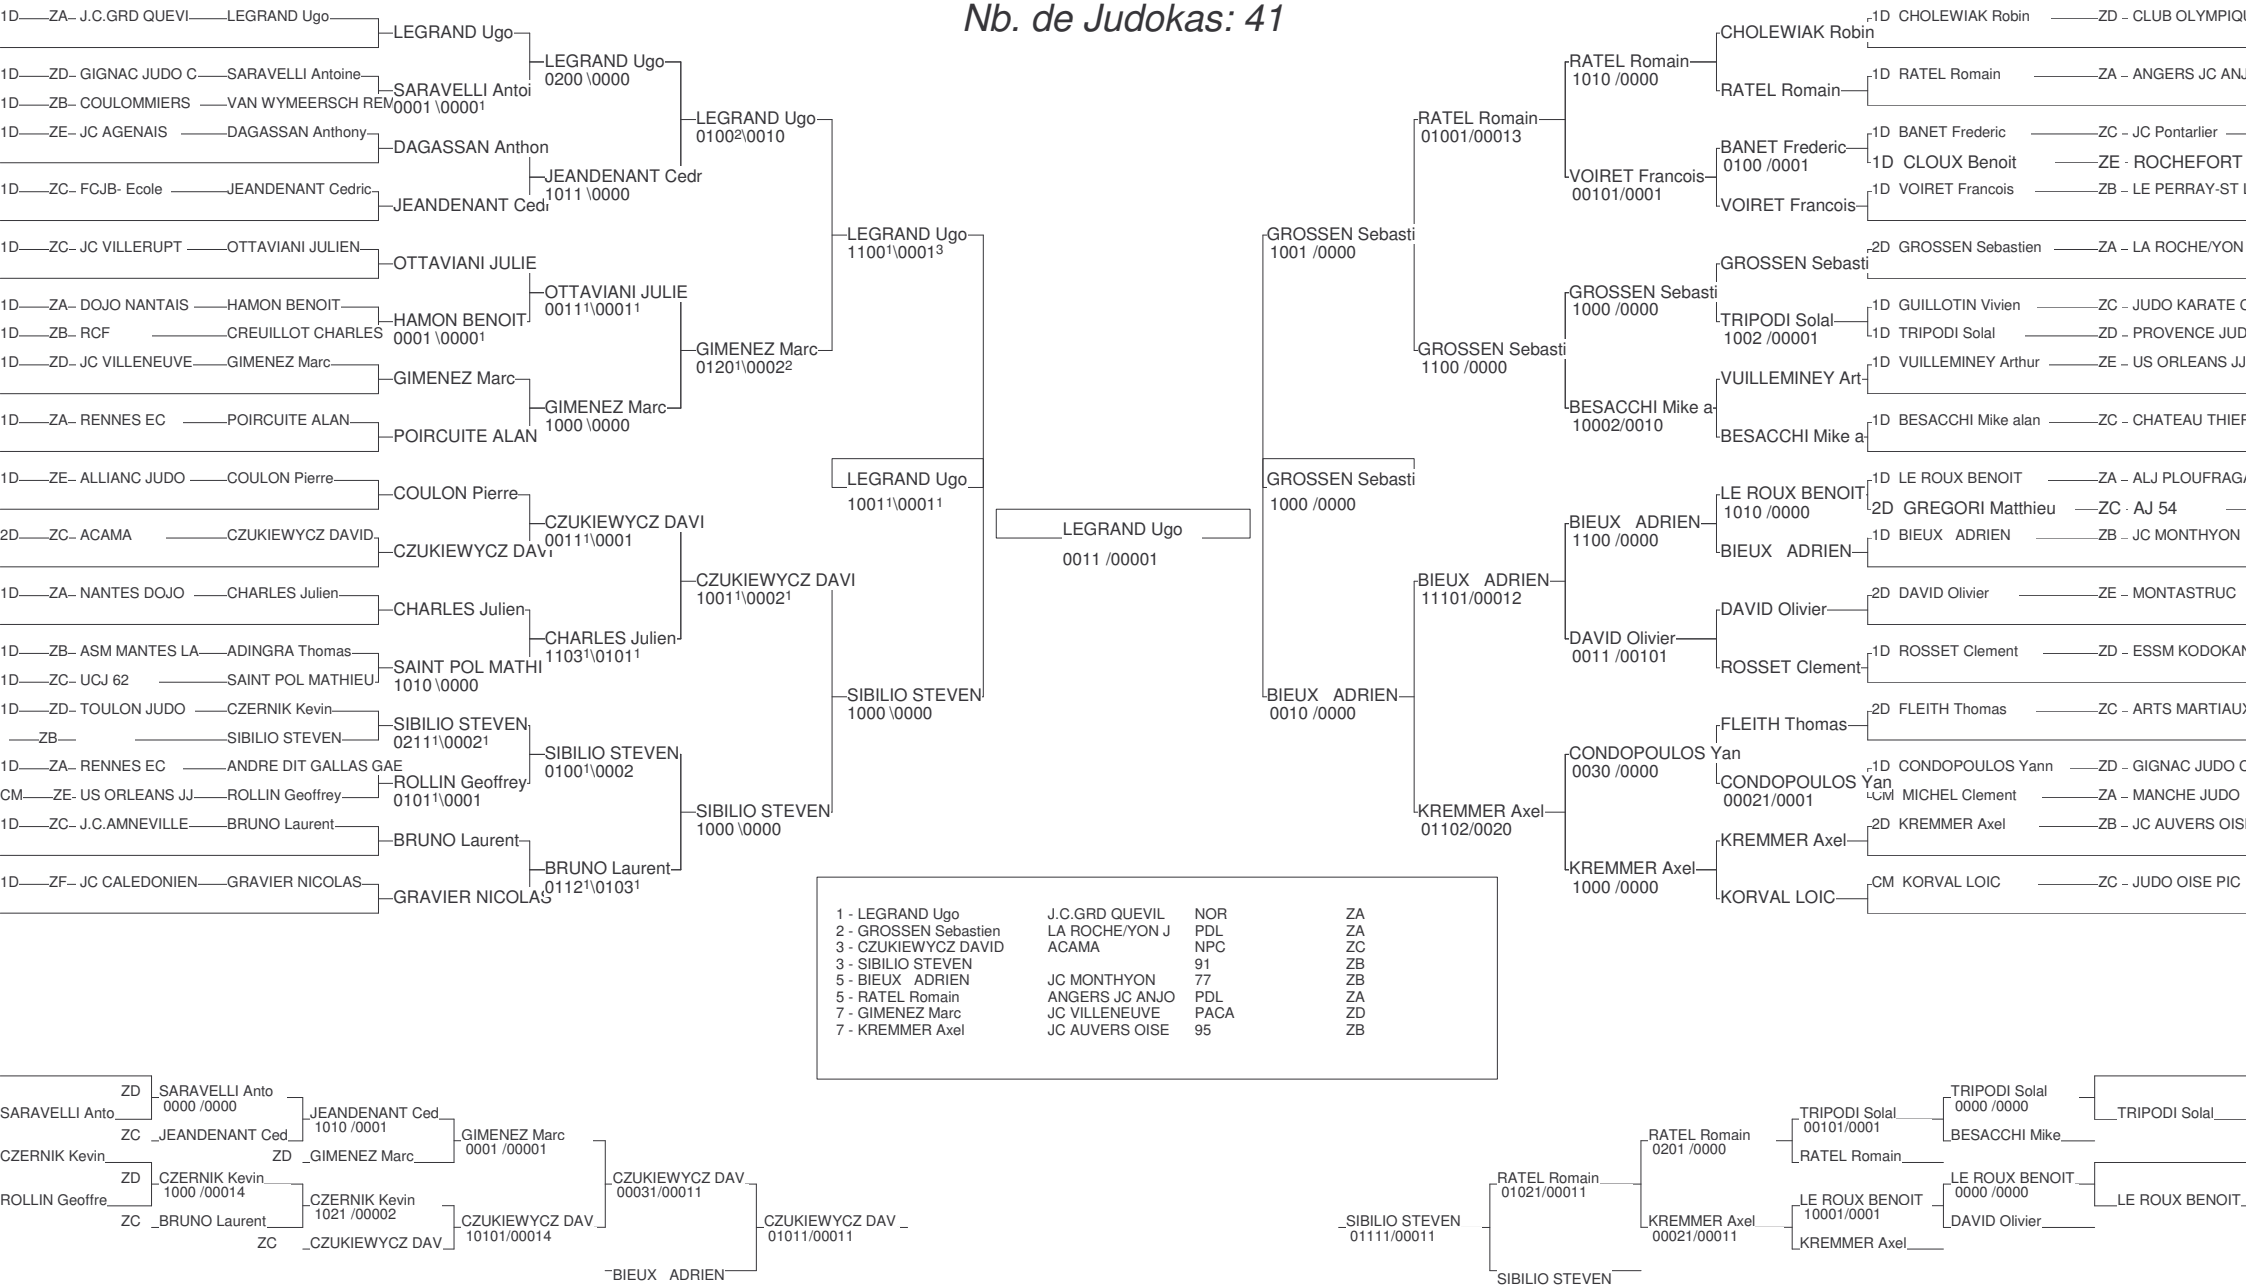 Nb. de Judokas: 41
1D ZA- J.C.GRD QUEVI LEGRAND Ugo
1D ZD- GIGNAC JUDO C SARAVELLI Antoine
1D ZB- COULOMMIERS VAN WYMEERSCH REM
1D ZE- JC AGENAIS DAGASSAN Anthony
1D ZC- FCJB- Ecole JEANDENANT Cedric
1D ZC- JC VILLERUPT OTTAVIANI JULIEN
1D ZA- DOJO NANTAIS HAMON BENOIT
1D ZB- RCF CREUILLOT CHARLES
1D ZD- JC VILLENEUVE GIMENEZ Marc
1D ZA- RENNES EC POIRCUITE ALAN
1D ZE- ALLIANC JUDO COULON Pierre
2D ZC- ACAMA CZUKIEWYCZ DAVID
1D ZA- NANTES DOJO CHARLES Julien
1D ZB- ASM MANTES LA ADINGRA Thomas
1D ZC- UCJ 62 SAINT POL MATHIEU
1D ZD- TOULON JUDO CZERNIK Kevin
ZB SIBILIO STEVEN
1D ZA- RENNES EC ANDRE DIT GALLAS GAE
CM ZE- US ORLEANS JJ ROLLIN Geoffrey
1D ZC- J.C.AMNEVILLE BRUNO Laurent
1D ZF- JC CALEDONIEN GRAVIER NICOLAS
LEGRAND Ugo
SARAVELLI Antoi
0001 \0000¹
DAGASSAN Anthon
JEANDENANT Cedr
OTTAVIANI JULIE
HAMON BENOIT
0001 \0000¹
GIMENEZ Marc
POIRCUITE ALAN
COULON Pierre
CZUKIEWYCZ DAVI
CHARLES Julien
SAINT POL MATHI
1010 \0000
SIBILIO STEVEN
0211¹\0002¹
ROLLIN Geoffrey
0101¹\0001
BRUNO Laurent
GRAVIER NICOLAS
LEGRAND Ugo
0200 \0000
JEANDENANT Cedr
1011 \0000
OTTAVIANI JULIE
0011¹\0001¹
GIMENEZ Marc
1000 \0000
CZUKIEWYCZ DAVI
0011¹\0001
CHARLES Julien
1103¹\0101¹
SIBILIO STEVEN
0100¹\0002
BRUNO Laurent
0112¹\0103¹
LEGRAND Ugo
0100²\0010
GIMENEZ Marc
0120¹\0002²
CZUKIEWYCZ DAVI
1001¹\0002¹
SIBILIO STEVEN
1000 \0000
LEGRAND Ugo
1100¹\0001³
SIBILIO STEVEN
1000 \0000
LEGRAND Ugo
1001¹\0001¹
LEGRAND Ugo
0011 /00001
GROSSEN Sebasti
1000 /0000
GROSSEN Sebasti
1001 /0000
BIEUX ADRIEN
0010 /0000
RATEL Romain
01001/00013
GROSSEN Sebasti
1100 /0000
BIEUX ADRIEN
11101/00012
KREMMER Axel
01102/0020
RATEL Romain
1010 /0000
VOIRET Francois
00101/0001
GROSSEN Sebasti
1000 /0000
BESACCHI Mike a
10002/0010
BIEUX ADRIEN
1100 /0000
DAVID Olivier
0011 /00101
CONDOPOULOS Yan
0030 /0000
KREMMER Axel
1000 /0000
CHOLEWIAK Robin
RATEL Romain
BANET Frederic
0100 /0001
VOIRET Francois
GROSSEN Sebasti
TRIPODI Solal
1002 /00001
VUILLEMINEY Art
BESACCHI Mike a
LE ROUX BENOIT
1010 /0000
BIEUX ADRIEN
DAVID Olivier
ROSSET Clement
FLEITH Thomas
CONDOPOULOS Yan
00021/0001
KREMMER Axel
KORVAL LOIC
1D CHOLEWIAK Robin ZD - CLUB OLYMPIQU
1D RATEL Romain ZA - ANGERS JC ANJ
1D BANET Frederic ZC - JC Pontarlier
1D CLOUX Benoit ZE - ROCHEFORT
1D VOIRET Francois ZB - LE PERRAY-ST L
2D GROSSEN Sebastien ZA - LA ROCHE/YON
1D GUILLOTIN Vivien ZC - JUDO KARATE C
1D TRIPODI Solal ZD - PROVENCE JUD
1D VUILLEMINEY Arthur ZE - US ORLEANS JJ
1D BESACCHI Mike alan ZC - CHATEAU THIER
1D LE ROUX BENOIT ZA - ALJ PLOUFRAGA
2D GREGORI Matthieu ZC - AJ 54
1D BIEUX ADRIEN ZB - JC MONTHYON
2D DAVID Olivier ZE - MONTASTRUC
1D ROSSET Clement ZD - ESSM KODOKAN
2D FLEITH Thomas ZC - ARTS MARTIAUX
1D CONDOPOULOS Yann ZD - GIGNAC JUDO C
CM MICHEL Clement ZA - MANCHE JUDO
2D KREMMER Axel ZB - JC AUVERS OISE
CM KORVAL LOIC ZC - JUDO OISE PIC
1 - LEGRAND Ugo J.C.GRD QUEVIL NOR ZA
2 - GROSSEN Sebastien LA ROCHE/YON J PDL ZA
3 - CZUKIEWYCZ DAVID ACAMA NPC ZC
3 - SIBILIO STEVEN 91 ZB
5 - BIEUX ADRIEN JC MONTHYON 77 ZB
5 - RATEL Romain ANGERS JC ANJO PDL ZA
7 - GIMENEZ Marc JC VILLENEUVE PACA ZD
7 - KREMMER Axel JC AUVERS OISE 95 ZB
SARAVELLI Anto
CZERNIK Kevin
ROLLIN Geoffre
ZD SARAVELLI Anto
0000 /0000
ZC JEANDENANT Ced
ZD CZERNIK Kevin
1000 /00014
ZC BRUNO Laurent
JEANDENANT Ced
1010 /0001
ZD GIMENEZ Marc
CZERNIK Kevin
1021 /00002
ZC CZUKIEWYCZ DAV
GIMENEZ Marc
0001 /00001
CZUKIEWYCZ DAV
10101/00014
CZUKIEWYCZ DAV
00031/00011
BIEUX ADRIEN
CZUKIEWYCZ DAV
01011/00011
SIBILIO STEVEN
01111/00011
RATEL Romain
01021/00011
SIBILIO STEVEN
RATEL Romain
0201 /0000
KREMMER Axel
00021/00011
TRIPODI Solal
00101/0001
RATEL Romain
LE ROUX BENOIT
10001/0001
KREMMER Axel
TRIPODI Solal
0000 /0000
BESACCHI Mike
LE ROUX BENOIT
0000 /0000
DAVID Olivier
TRIPODI Solal
LE ROUX BENOIT